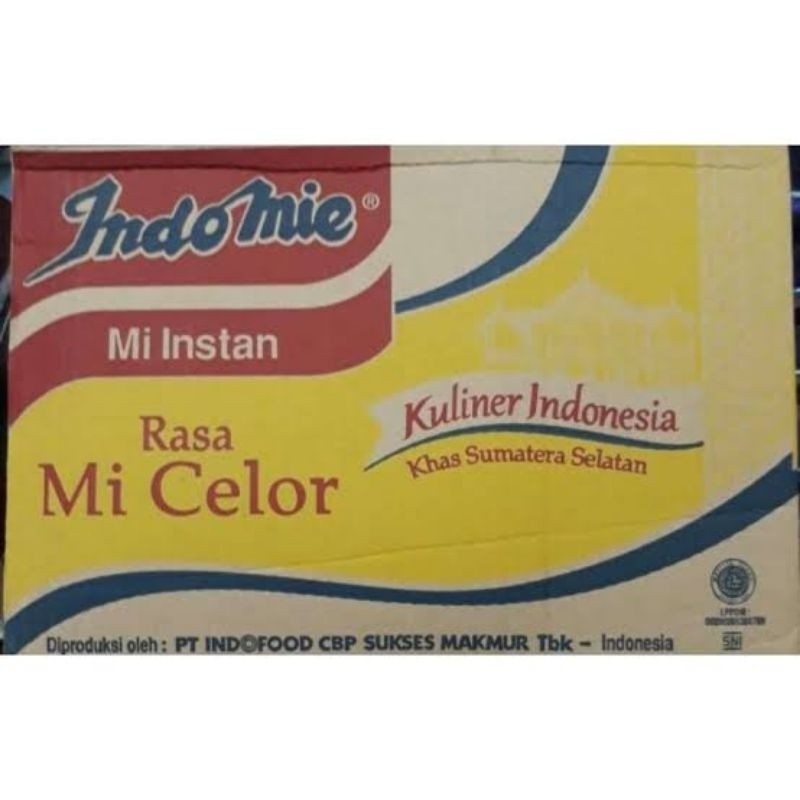 Indomie®
Mi Instan
Rasa
Mi Celor
Kuliner Indonesia
Khas Sumatera Selatan
Diproduksi oleh : PT INDOFOOD CBP SUKSES MAKMUR Tbk – Indonesia
SNI